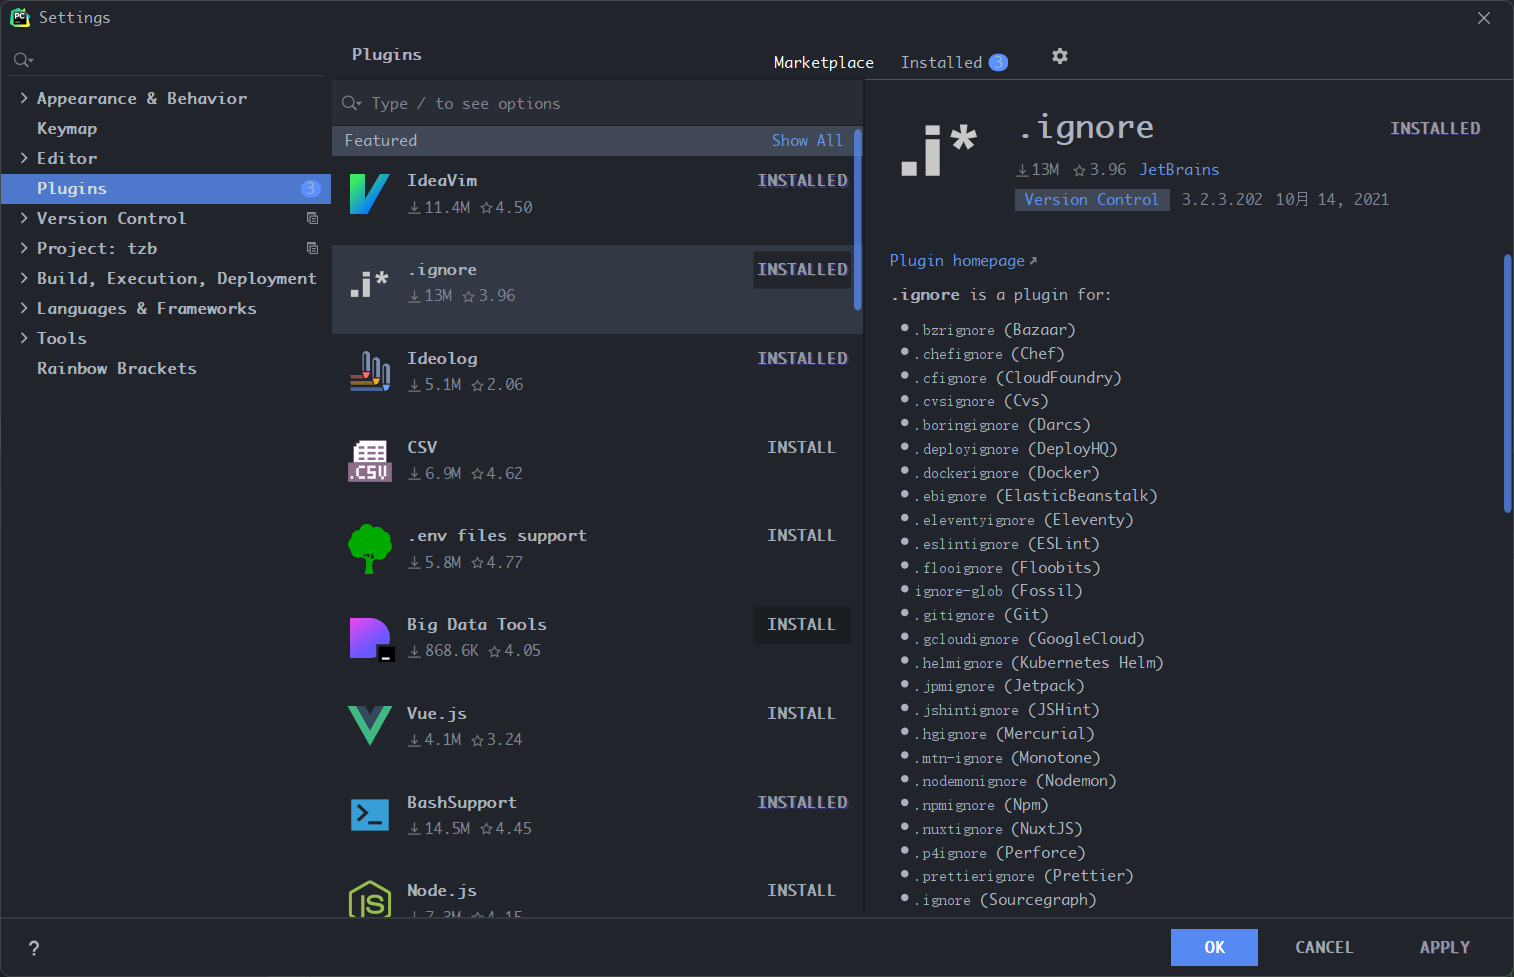 PC
Settings
Appearance & Behavior
Keymap
Editor
Plugins 3
Version Control
Project: tzb
Build, Execution, Deployment
Languages & Frameworks
Tools
Rainbow Brackets
Plugins
Marketplace
Installed 3
Type / to see options
Featured
Show All
IdeaVim
INSTALLED
11.4M 4.50
.i*
.ignore
INSTALLED
13M 3.96
Ideolog
INSTALLED
5.1M 2.06
.CSV
CSV
INSTALL
6.9M 4.62
.env files support
INSTALL
5.8M 4.77
Big Data Tools
INSTALL
868.6K 4.05
Vue.js
INSTALL
4.1M 3.24
BashSupport
INSTALLED
14.5M 4.45
JS
Node.js
INSTALL
7.3M 4.15
.i*
.ignore
INSTALLED
13M 3.96 JetBrains
Version Control 3.2.3.202 10月 14, 2021
Plugin homepage
.ignore is a plugin for:
.bzrignore (Bazaar)
.chefignore (Chef)
.cfignore (CloudFoundry)
.cvsignore (Cvs)
.boringignore (Darcs)
.deployignore (DeployHQ)
.dockerignore (Docker)
.ebignore (ElasticBeanstalk)
.eleventyignore (Eleventy)
.eslintignore (ESLint)
.flooignore (Floobits)
ignore-glob (Fossil)
.gitignore (Git)
.gcloudignore (GoogleCloud)
.helmignore (Kubernetes Helm)
.jpmignore (Jetpack)
.jshintignore (JSHint)
.hgignore (Mercurial)
.mtn-ignore (Monotone)
.nodemonignore (Nodemon)
.npmignore (Npm)
.nuxtignore (NuxtJS)
.p4ignore (Perforce)
.prettierignore (Prettier)
.ignore (Sourcegraph)
?
OK
CANCEL
APPLY